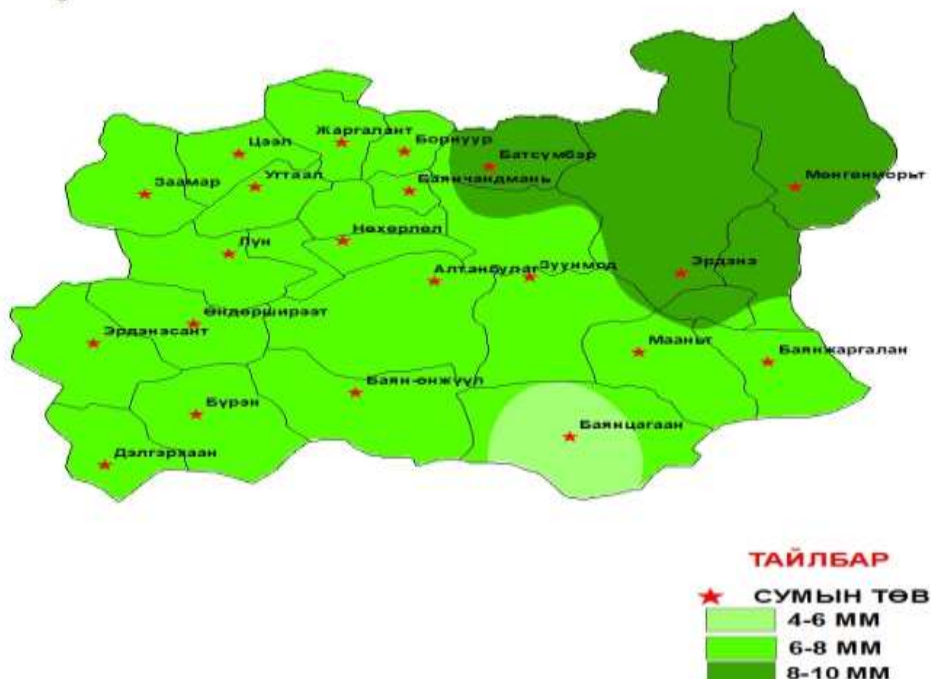 Жаргалант
Борнуур
Цээл
Батсүмбэр
Заамар
Угтаал
Баянчандмань
Мөнгөнморьт
Лүн
Нөхөрлөл
Алтанбулаг
Зуунмод
Эрдэнэ
Өндөрширээт
Эрдэнэсант
Мааньт
Баянжаргалан
Баян-өнжүүл
Бүрэн
Баянцагаан
Дэлгэрхаан
ТАЙЛБАР
СУМЫН ТӨВ
4-6 ММ
6-8 ММ
8-10 ММ